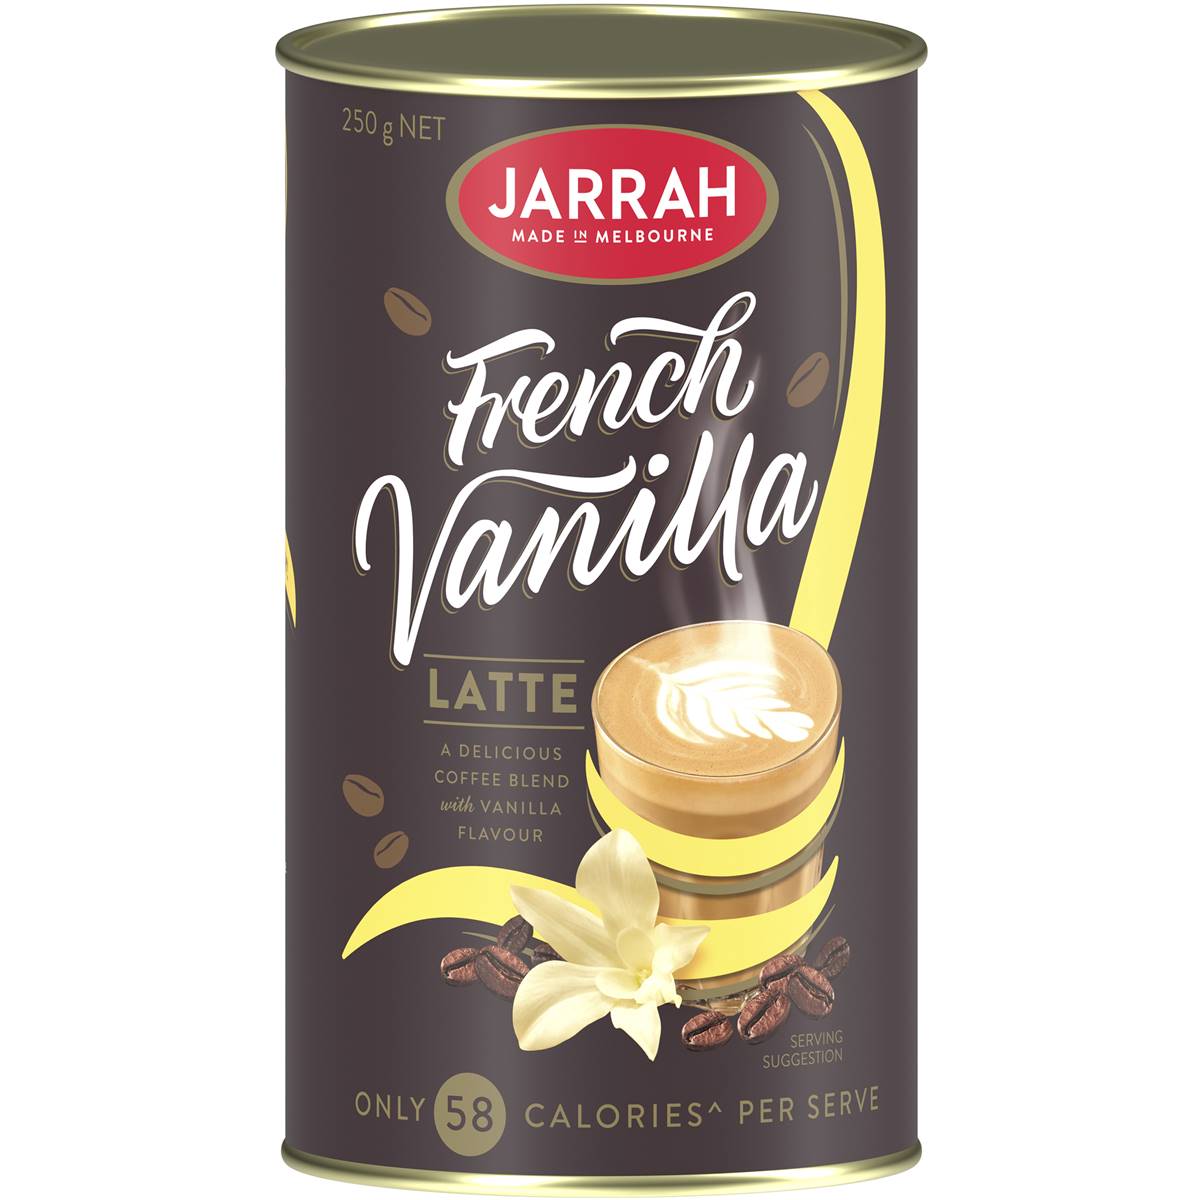 250 g NET
JARRAH
MADE IN MELBOURNE
French
Vanilla
LATTE
A DELICIOUS
COFFEE BLEND
with VANILLA
FLAVOUR
SERVING
SUGGESTION
ONLY 58 CALORIES^ PER SERVE